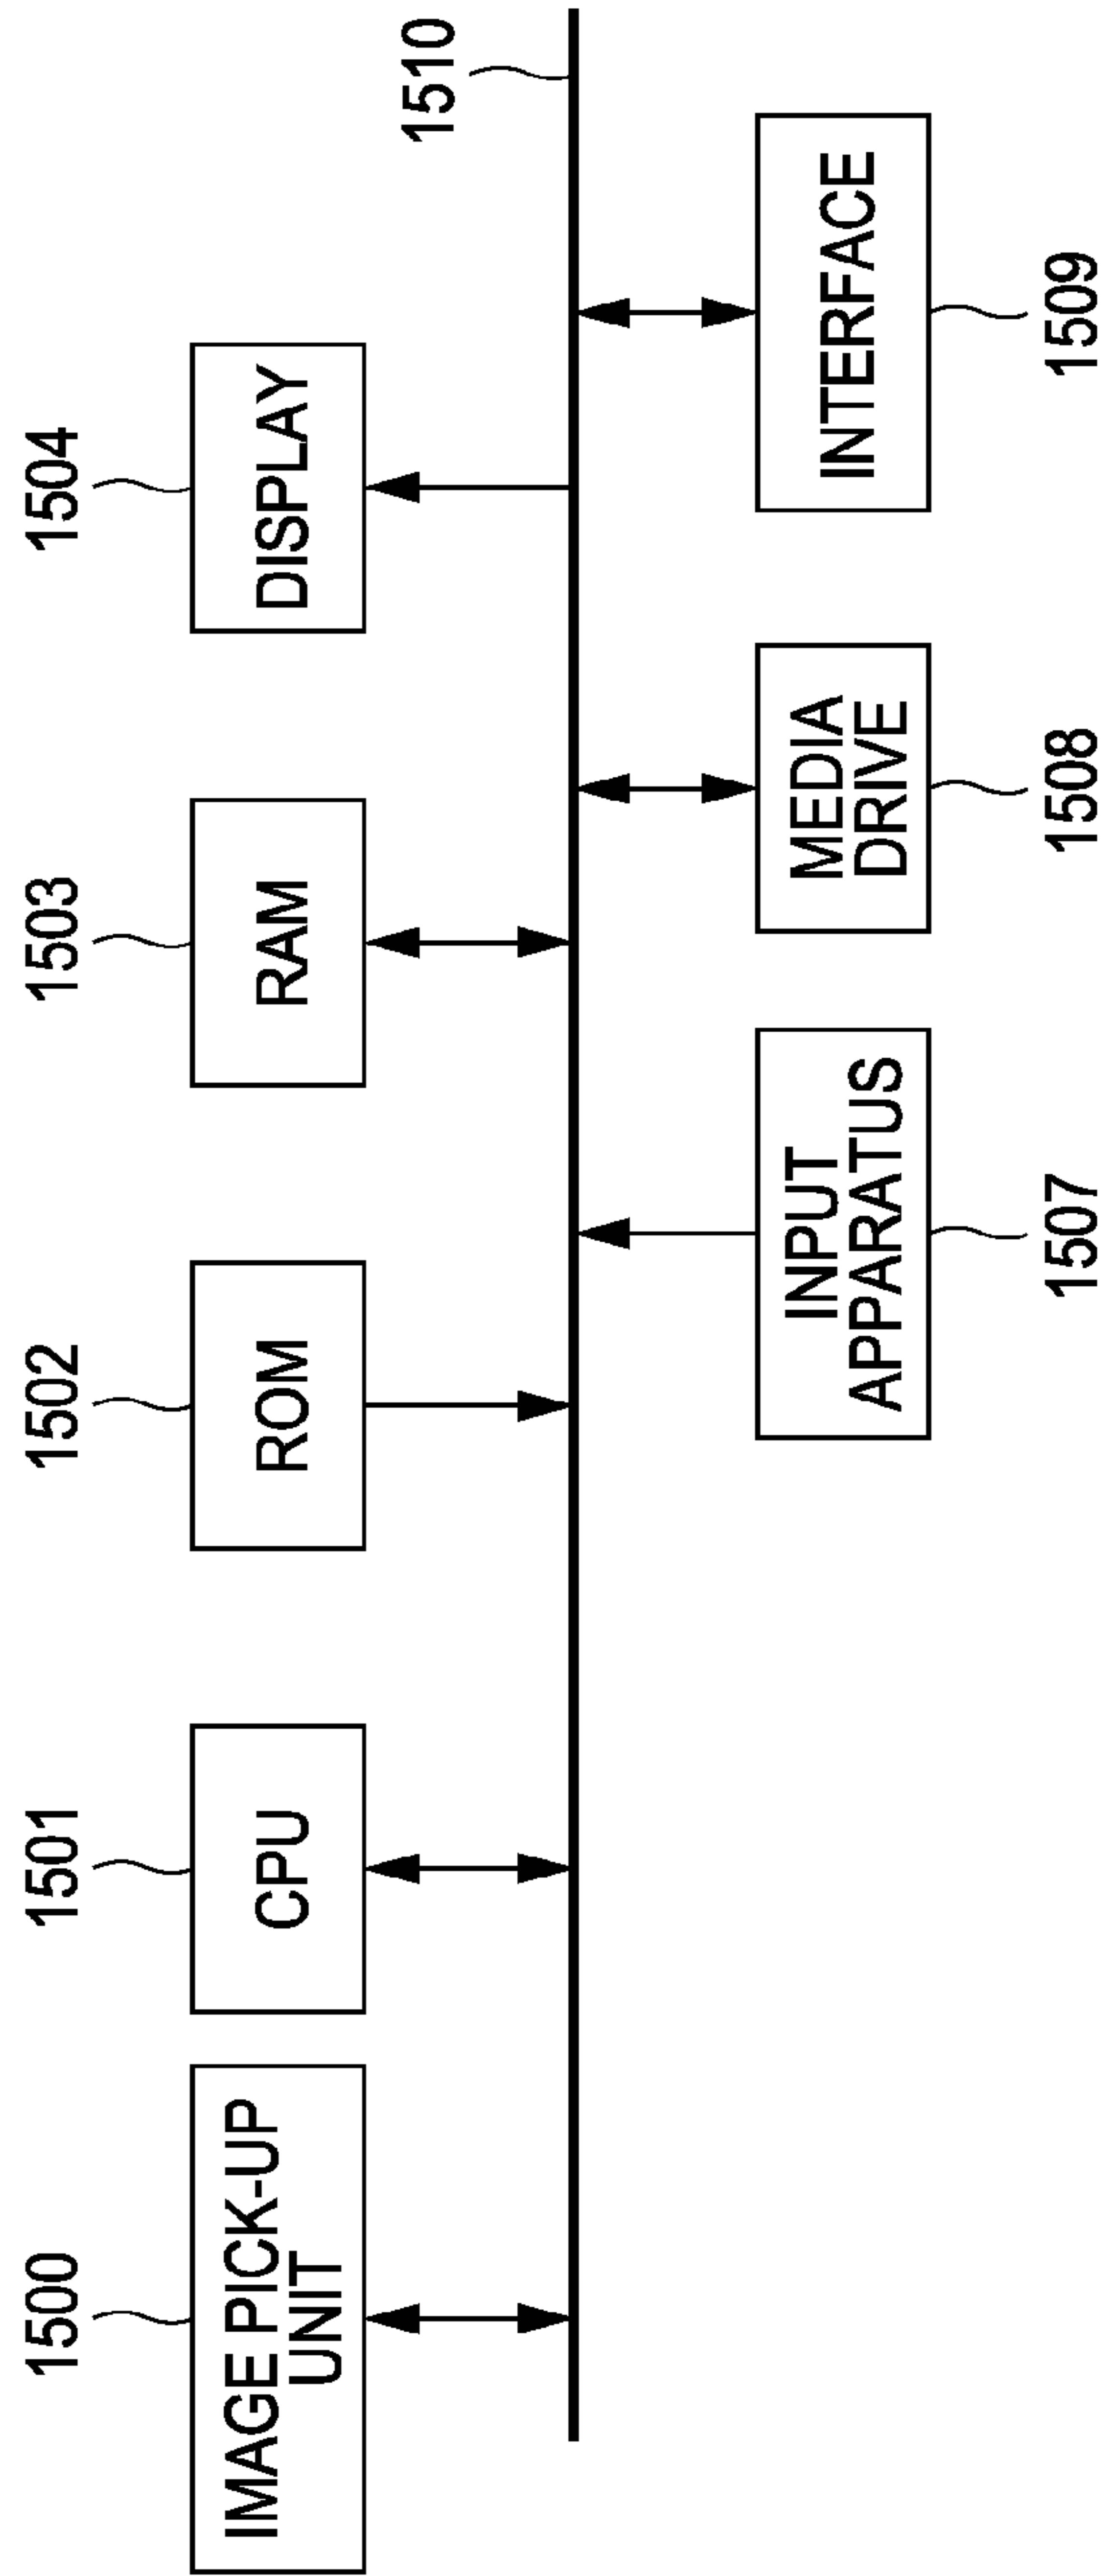 1500
1501
1502
1503
1504
IMAGE PICK-UP
UNIT
CPU
ROM
RAM
DISPLAY
1510
INPUT
APPARATUS
MEDIA
DRIVE
INTERFACE
1507
1508
1509